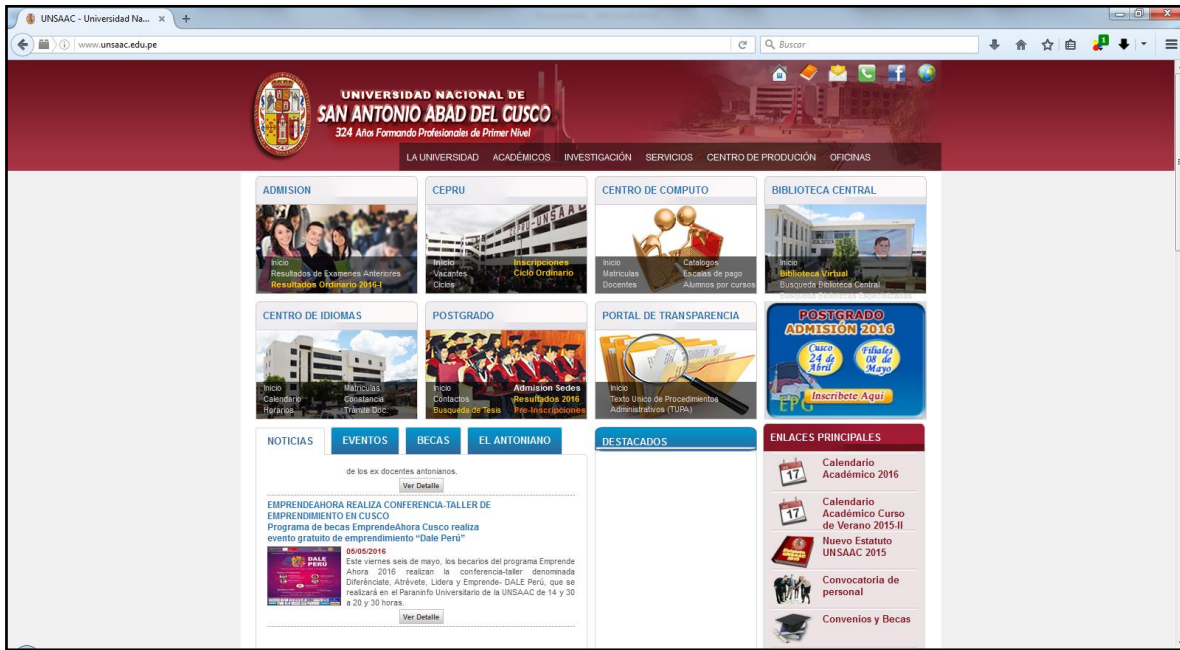 UNSAAC - Universidad Na...
www.unsaac.edu.pe
Buscar
1
UNIVERSIDAD NACIONAL DE
SAN ANTONIO ABAD DEL CUSCO
324 Años Formando Profesionales de Primer Nivel
LA UNIVERSIDAD ACADÉMICOS INVESTIGACIÓN SERVICIOS CENTRO DE PRODUCIÓN OFICINAS
ADMISION
Inicio
Resultados de Examenes Anteriores
Resultados Ordinario 2016-I
CEPRU
CEPRU-UNSAAC
Inicio Inscripciones
Vacantes Ciclo Ordinario
Ciclos
CENTRO DE COMPUTO
Inicio Catalogos
Matriculas Escalas de pago
Docentes Alumnos por cursos
BIBLIOTECA CENTRAL
Inicio
Biblioteca Virtual
Busqueda Biblioteca Central
CENTRO DE IDIOMAS
Inicio Matriculas
Calendario Constancia
Horarios Trámite Doc.
POSTGRADO
Inicio Admision Sedes
Contactos Resultados 2016
Busqueda de Tesis Pre-Inscripciones
PORTAL DE TRANSPARENCIA
Inicio
Texto Unico de Procedimientos
Administrativos (TUPA)
POSTGRADO
ADMISIÓN 2016
Cusco
24 de
Abril
Filiales
08 de
Mayo
Inscribete Aquí
EPG
NOTICIAS EVENTOS BECAS EL ANTONIANO
de los ex docentes antonianos.
Ver Detalle
EMPRENDEAHORA REALIZA CONFERENCIA-TALLER DE
EMPRENDIMIENTO EN CUSCO
Programa de becas EmprendeAhora Cusco realiza
evento gratuito de emprendimiento “Dale Perú”
DALE
PERÚ
05/05/2016
Este viernes seis de mayo, los becarios del programa Emprende
Ahora 2016 realizan la conferencia-taller denominada
Diferénciate, Atrévete, Lidera y Emprende- DALE Perú, que se
realizará en el Paraninfo Universitario de la UNSAAC de 14 y 30
a 20 y 30 horas.
Ver Detalle
DESTACADOS
ENLACES PRINCIPALES
17
Calendario
Académico 2016
17
Calendario
Académico Curso
de Verano 2015-II
Nuevo Estatuto
UNSAAC 2015
Convocatoria de
personal
Convenios y Becas